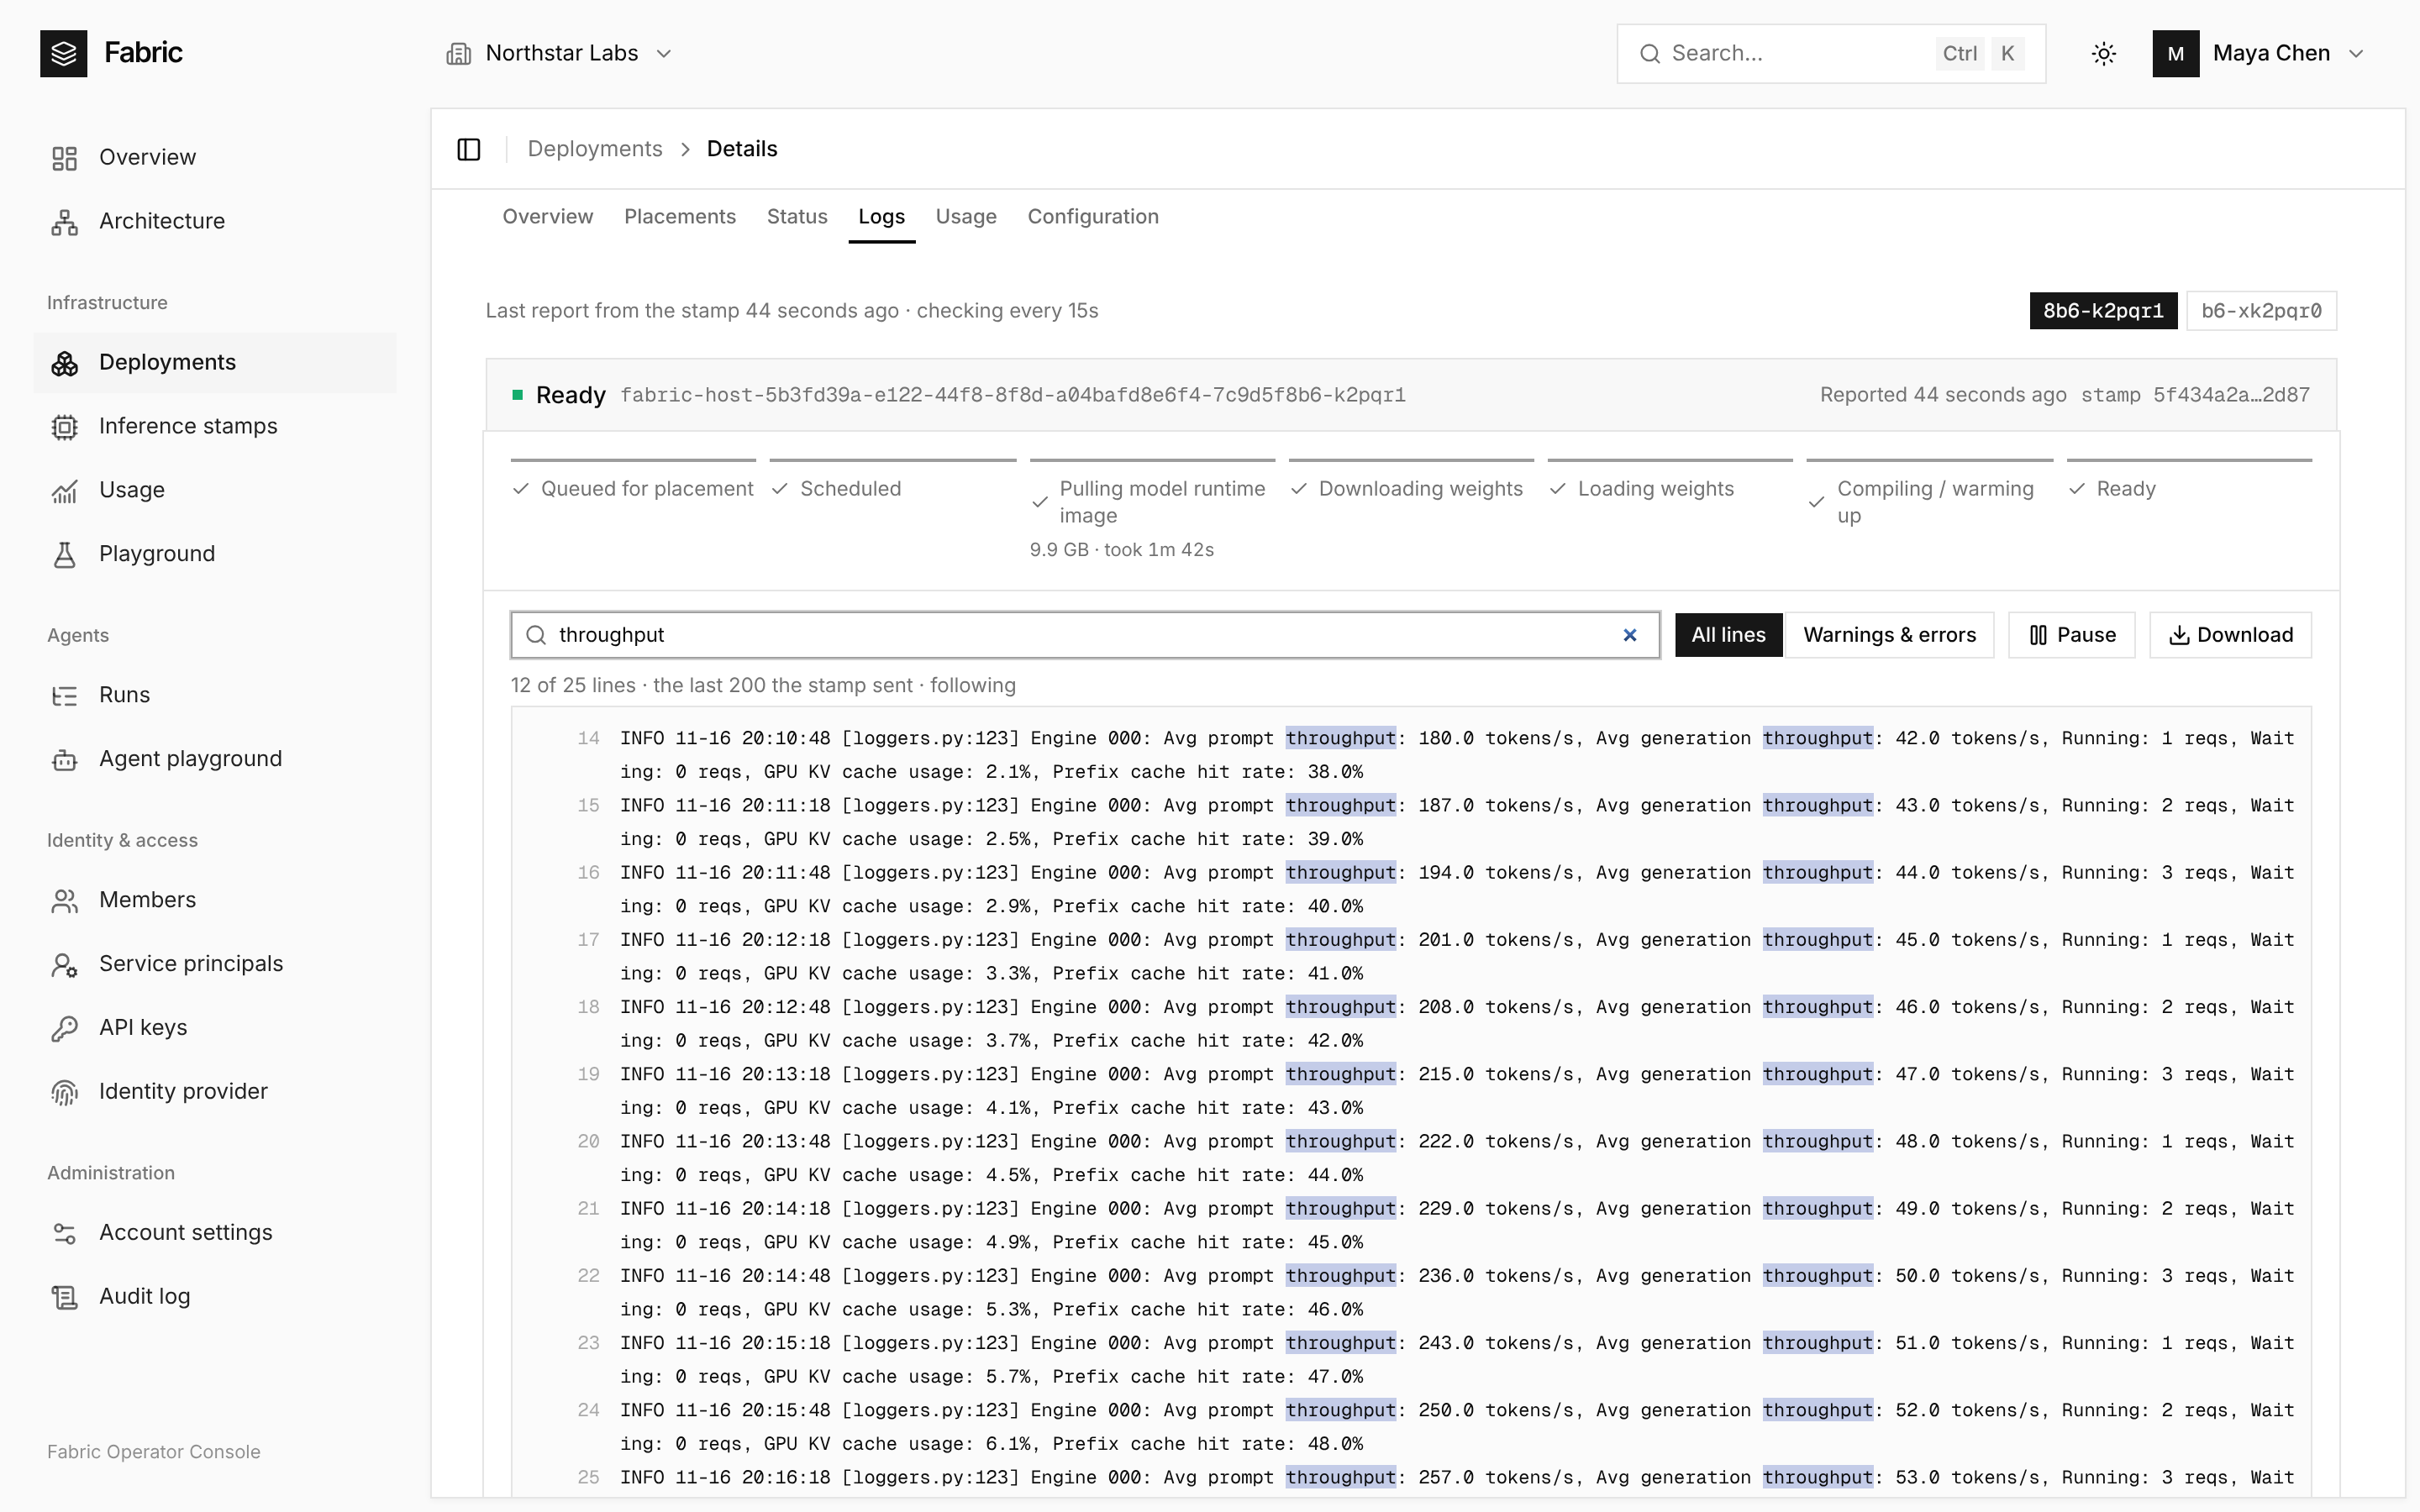 Fabric
Northstar Labs
Search...
Ctrl K
M
Maya Chen
Overview
Architecture
Infrastructure
Deployments
Inference stamps
Usage
Playground
Agents
Runs
Agent playground
Identity & access
Members
Service principals
API keys
Identity provider
Administration
Account settings
Audit log
Fabric Operator Console
Deployments > Details
Overview Placements Status Logs Usage Configuration
Last report from the stamp 44 seconds ago · checking every 15s
8b6-k2pqr1 b6-xk2pqr0
Ready fabric-host-5b3fd39a-e122-44f8-8f8d-a04bafd8e6f4-7c9d5f8b6-k2pqr1
Reported 44 seconds ago stamp 5f434a2a…2d87
Queued for placement
Scheduled
Pulling model runtime
image
9.9 GB · took 1m 42s
Downloading weights
Loading weights
Compiling / warming
up
Ready
throughput
All lines
Warnings & errors
Pause
Download
12 of 25 lines · the last 200 the stamp sent · following
14 INFO 11-16 20:10:48 [loggers.py:123] Engine 000: Avg prompt throughput: 180.0 tokens/s, Avg generation throughput: 42.0 tokens/s, Running: 1 reqs, Wait
ing: 0 reqs, GPU KV cache usage: 2.1%, Prefix cache hit rate: 38.0%
15 INFO 11-16 20:11:18 [loggers.py:123] Engine 000: Avg prompt throughput: 187.0 tokens/s, Avg generation throughput: 43.0 tokens/s, Running: 2 reqs, Wait
ing: 0 reqs, GPU KV cache usage: 2.5%, Prefix cache hit rate: 39.0%
16 INFO 11-16 20:11:48 [loggers.py:123] Engine 000: Avg prompt throughput: 194.0 tokens/s, Avg generation throughput: 44.0 tokens/s, Running: 3 reqs, Wait
ing: 0 reqs, GPU KV cache usage: 2.9%, Prefix cache hit rate: 40.0%
17 INFO 11-16 20:12:18 [loggers.py:123] Engine 000: Avg prompt throughput: 201.0 tokens/s, Avg generation throughput: 45.0 tokens/s, Running: 1 reqs, Wait
ing: 0 reqs, GPU KV cache usage: 3.3%, Prefix cache hit rate: 41.0%
18 INFO 11-16 20:12:48 [loggers.py:123] Engine 000: Avg prompt throughput: 208.0 tokens/s, Avg generation throughput: 46.0 tokens/s, Running: 2 reqs, Wait
ing: 0 reqs, GPU KV cache usage: 3.7%, Prefix cache hit rate: 42.0%
19 INFO 11-16 20:13:18 [loggers.py:123] Engine 000: Avg prompt throughput: 215.0 tokens/s, Avg generation throughput: 47.0 tokens/s, Running: 3 reqs, Wait
ing: 0 reqs, GPU KV cache usage: 4.1%, Prefix cache hit rate: 43.0%
20 INFO 11-16 20:13:48 [loggers.py:123] Engine 000: Avg prompt throughput: 222.0 tokens/s, Avg generation throughput: 48.0 tokens/s, Running: 1 reqs, Wait
ing: 0 reqs, GPU KV cache usage: 4.5%, Prefix cache hit rate: 44.0%
21 INFO 11-16 20:14:18 [loggers.py:123] Engine 000: Avg prompt throughput: 229.0 tokens/s, Avg generation throughput: 49.0 tokens/s, Running: 2 reqs, Wait
ing: 0 reqs, GPU KV cache usage: 4.9%, Prefix cache hit rate: 45.0%
22 INFO 11-16 20:14:48 [loggers.py:123] Engine 000: Avg prompt throughput: 236.0 tokens/s, Avg generation throughput: 50.0 tokens/s, Running: 3 reqs, Wait
ing: 0 reqs, GPU KV cache usage: 5.3%, Prefix cache hit rate: 46.0%
23 INFO 11-16 20:15:18 [loggers.py:123] Engine 000: Avg prompt throughput: 243.0 tokens/s, Avg generation throughput: 51.0 tokens/s, Running: 1 reqs, Wait
ing: 0 reqs, GPU KV cache usage: 5.7%, Prefix cache hit rate: 47.0%
24 INFO 11-16 20:15:48 [loggers.py:123] Engine 000: Avg prompt throughput: 250.0 tokens/s, Avg generation throughput: 52.0 tokens/s, Running: 2 reqs, Wait
ing: 0 reqs, GPU KV cache usage: 6.1%, Prefix cache hit rate: 48.0%
25 INFO 11-16 20:16:18 [loggers.py:123] Engine 000: Avg prompt throughput: 257.0 tokens/s, Avg generation throughput: 53.0 tokens/s, Running: 3 reqs, Wait